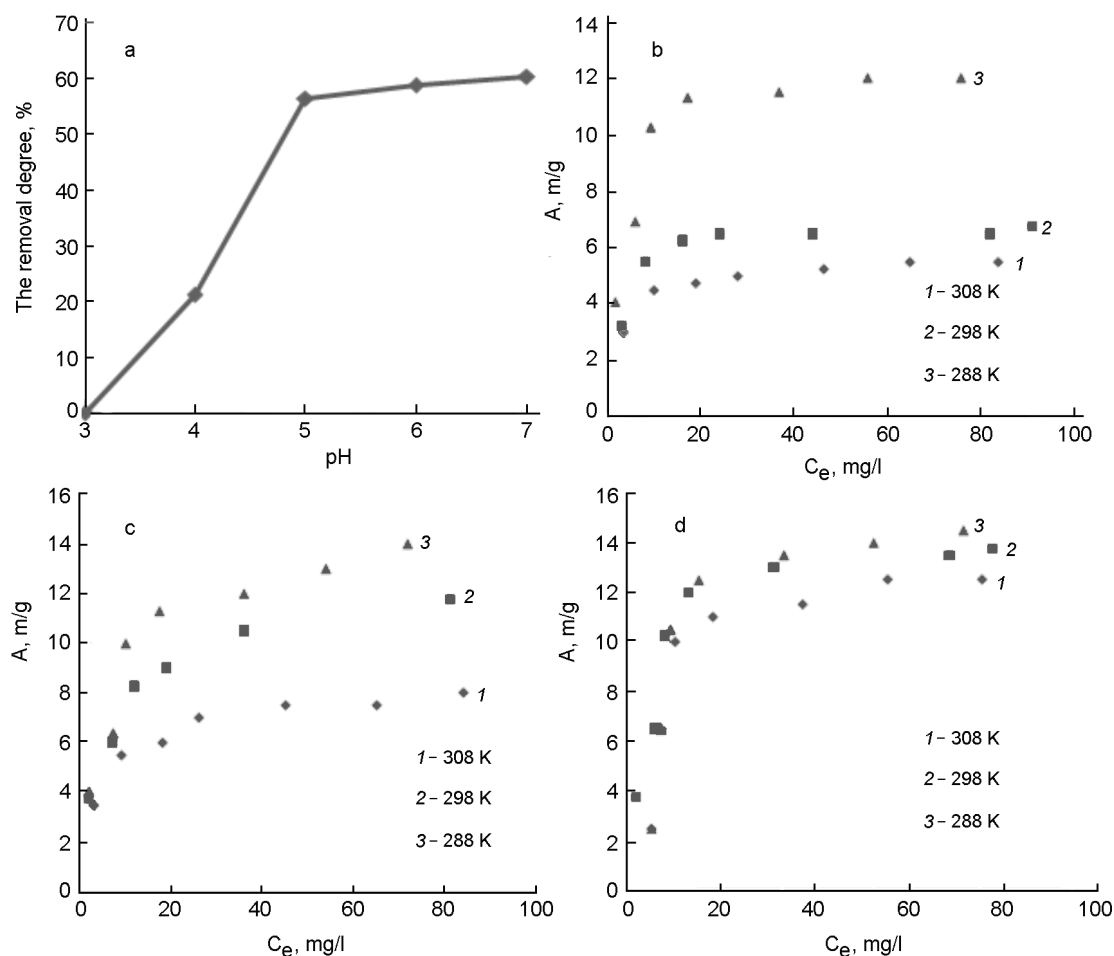 70
60
50
40
30
20
10
0
The removal degree, %
a
3 4 5 6 7
pH
14
12
10
8
6
4
2
0
A, m/g
b
3
2
1
1 – 308 K
2 – 298 K
3 – 288 K
0 20 40 60 80 100
Ce, mg/l
16
14
12
10
8
6
4
2
0
A, m/g
c
3
2
1
1 – 308 K
2 – 298 K
3 – 288 K
0 20 40 60 80 100
Ce, mg/l
16
14
12
10
8
6
4
2
0
A, m/g
d
3
2
1
1 – 308 K
2 – 298 K
3 – 288 K
0 20 40 60 80 100
Ce, mg/l